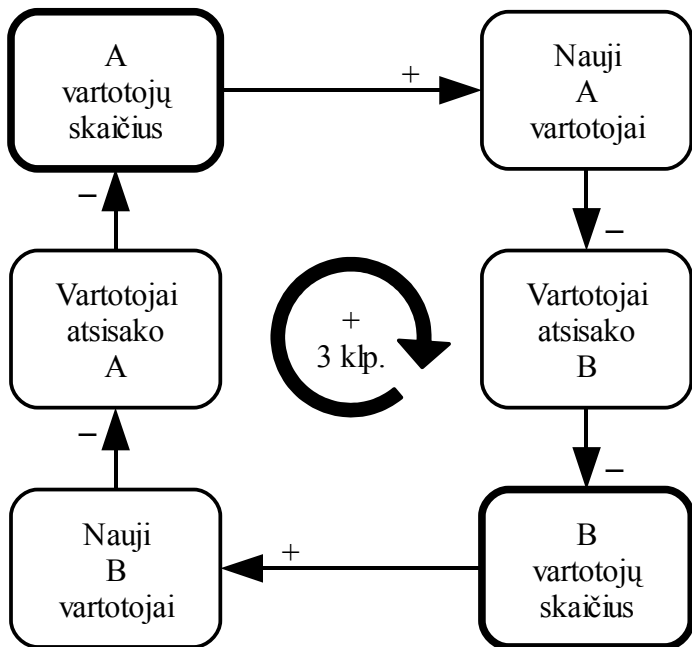 A
vartotojų
skaičius
+
Nauji
A
vartotojai
–
Vartotojai
atsisako
B
–
B
vartotojų
skaičius
+
Nauji
B
vartotojai
–
Vartotojai
atsisako
A
–
+
3 klp.